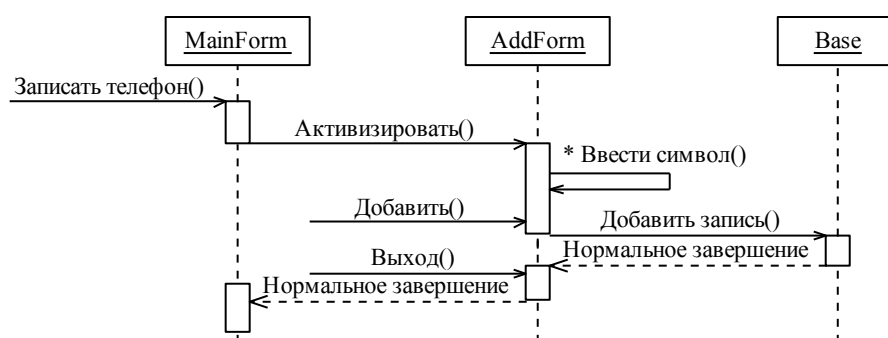 MainForm
AddForm
Base
Записать телефон()
Активизировать()
* Ввести символ()
Добавить()
Добавить запись()
Нормальное завершение
Выход()
Нормальное завершение